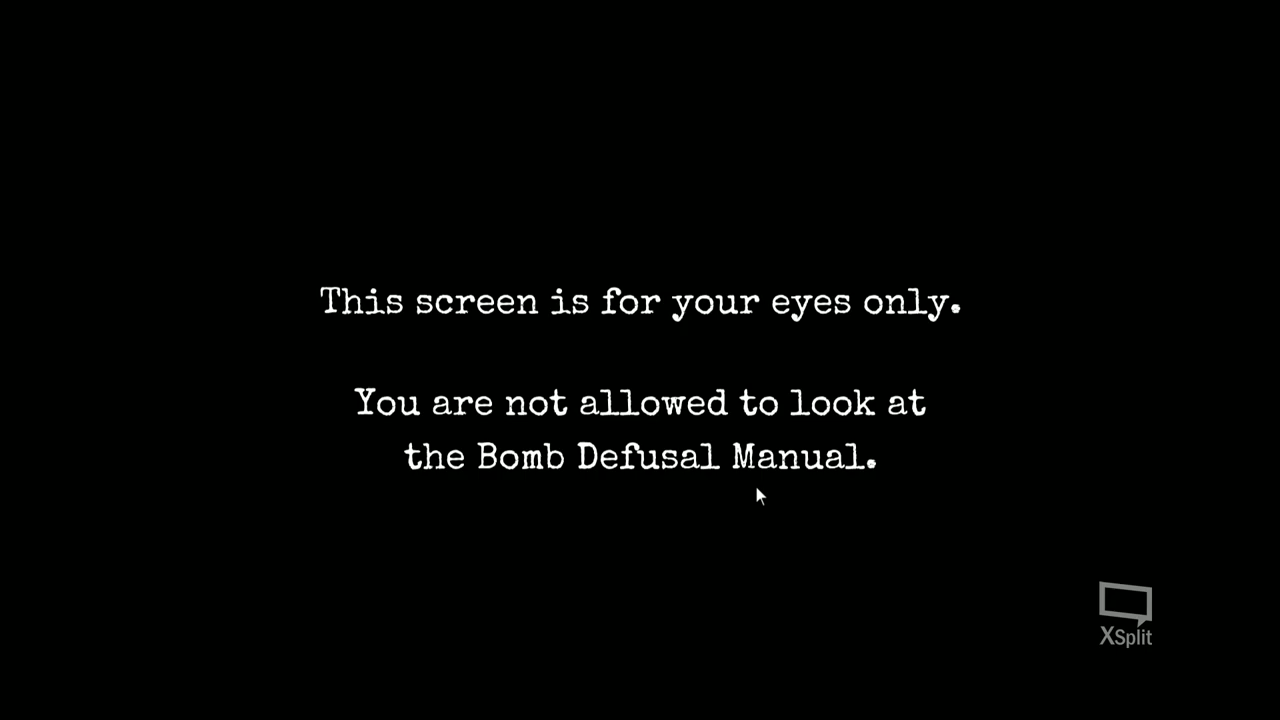 This screen is for your eyes only.
You are not allowed to look at
the Bomb Defusal Manual.
XSplit